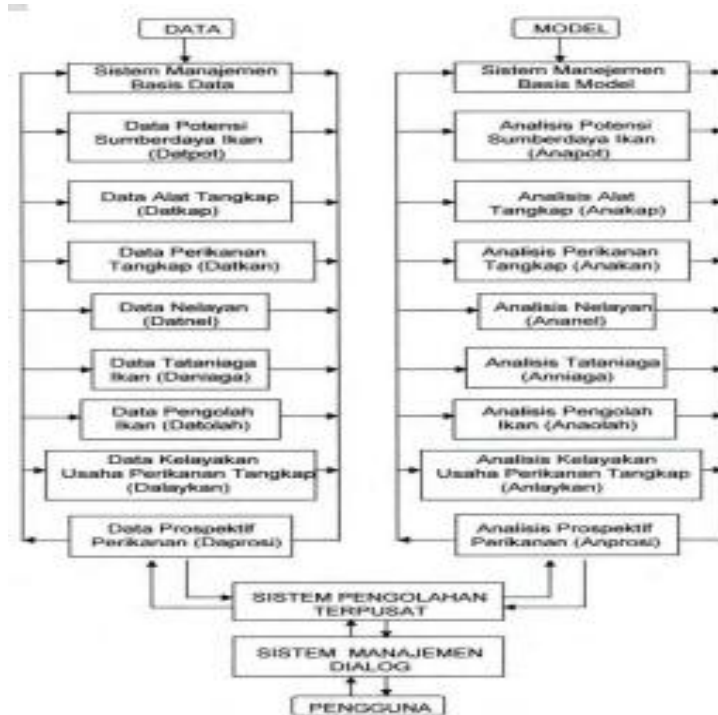 DATA
Sistem Manajemen
Basis Data
Data Potensi
Sumberdaya Ikan
(Datpot)
Data Alat Tangkap
(Datkap)
Data Perikanan
Tangkap (Datkan)
Data Nelayan
(Datnel)
Data Tataniaga
Ikan (Daniaga)
Data Pengolah
Ikan (Datolah)
Data Kelayakan
Usaha Perikanan Tangkap
(Dalaykan)
Data Prospektif
Perikanan (Daprosi)
MODEL
Sistem Manejemen
Basis Model
Analisis Potensi
Sumberdaya Ikan
(Anapot)
Analisis Alat
Tangkap (Anakap)
Analisis Perikanan
Tangkap (Anakan)
Analisis Nelayan
(Ananel)
Analisis Tataniaga
(Anniaga)
Analisis Pengolah
Ikan (Anaolah)
Analisis Kelayakan
Usaha Perikanan Tangkap
(Anlaykan)
Analisis Prospektif
Perikanan (Anprosi)
SISTEM PENGOLAHAN
TERPUSAT
SISTEM MANAJEMEN
DIALOG
PENGGUNA